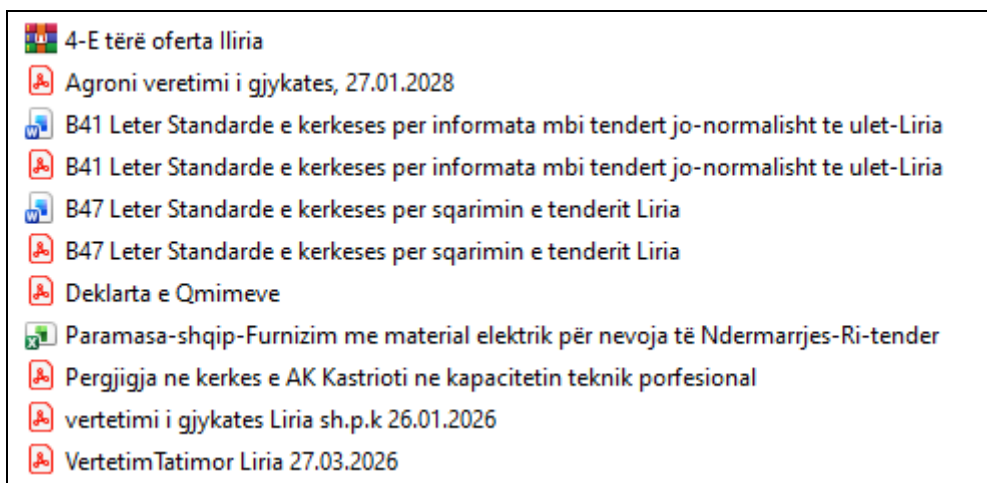 4-E tërë oferta Iliria
Agroni veretimi i gjykates, 27.01.2028
B41 Leter Standarde e kerkeses per informata mbi tendert jo-normalisht te ulet-Liria
B41 Leter Standarde e kerkeses per informata mbi tendert jo-normalisht te ulet-Liria
B47 Leter Standarde e kerkeses per sqarimin e tenderit Liria
B47 Leter Standarde e kerkeses per sqarimin e tenderit Liria
Deklarta e Qmimeve
Paramasa-shqip-Furnizim me material elektrik për nevoja të Ndermarrjes-Ri-tender
Pergjigja ne kerkes e AK Kastrioti ne kapacitetin teknik porfesional
vertetimi i gjykates Liria sh.p.k 26.01.2026
VertetimTatimor Liria 27.03.2026